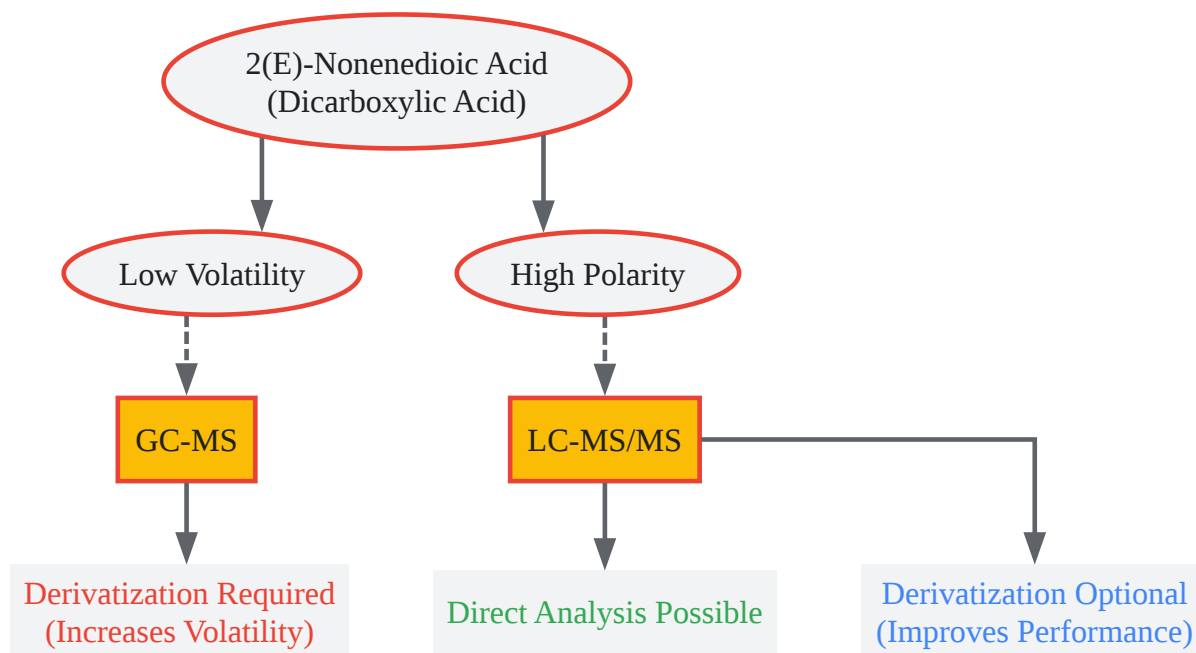 2(E)-Nonenedioic Acid
(Dicarboxylic Acid)
Low Volatility
High Polarity
GC-MS
LC-MS/MS
Derivatization Required
(Increases Volatility)
Direct Analysis Possible
Derivatization Optional
(Improves Performance)